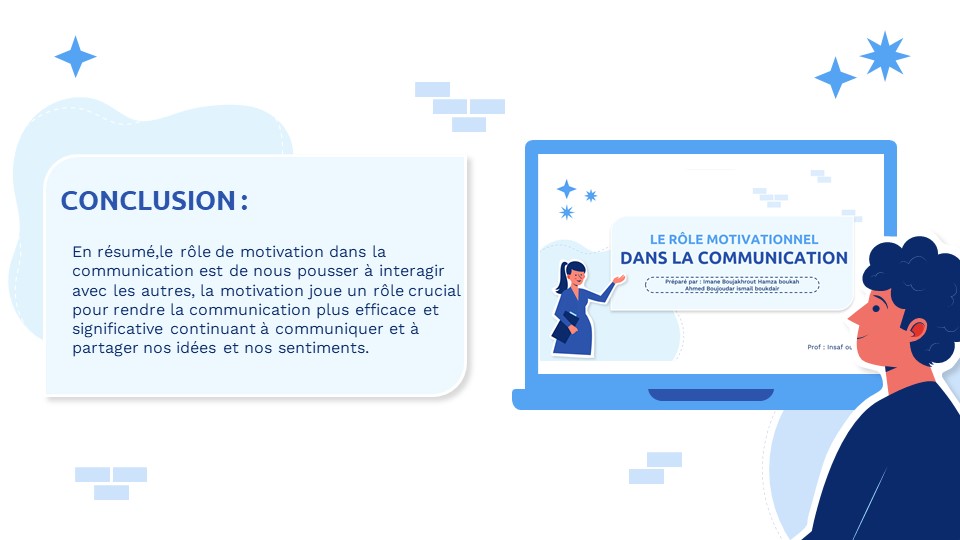 CONCLUSION :
En résumé,le rôle de motivation dans la
communication est de nous pousser à interagir
avec les autres, la motivation joue un rôle crucial
pour rendre la communication plus efficace et
significative continuant à communiquer et à
partager nos idées et nos sentiments.
LE RÔLE MOTIVATIONNEL
DANS LA COMMUNICATION
Préparé par : Imane Boujakhrout Hamza boukah
Ahmed Boujoudar ismail boukdair
Prof : Insaf